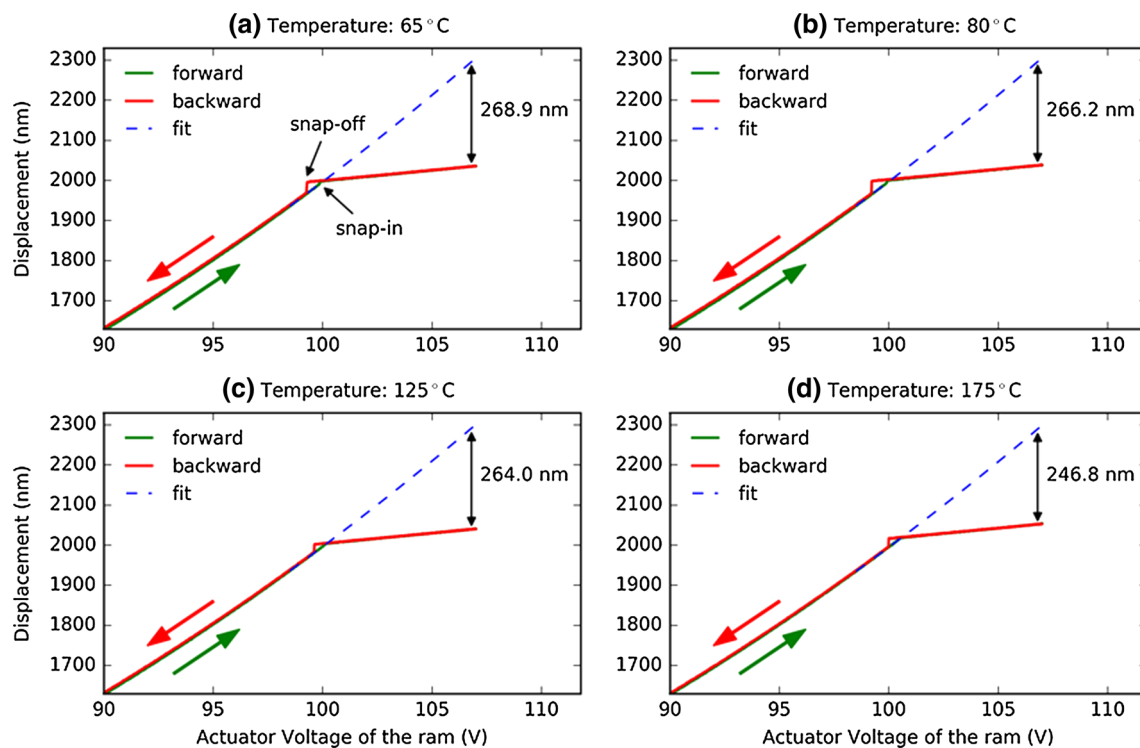 (a) Temperature: 65°C
2300
2200
2100
2000
1900
1800
1700
Displacement (nm)
forward
backward
fit
snap-off
snap-in
268.9 nm
90 95 100 105 110
(b) Temperature: 80°C
2300
2200
2100
2000
1900
1800
1700
forward
backward
fit
266.2 nm
90 95 100 105 110
(c) Temperature: 125°C
2300
2200
2100
2000
1900
1800
1700
Displacement (nm)
forward
backward
fit
264.0 nm
90 95 100 105 110
Actuator Voltage of the ram (V)
(d) Temperature: 175°C
2300
2200
2100
2000
1900
1800
1700
forward
backward
fit
246.8 nm
90 95 100 105 110
Actuator Voltage of the ram (V)